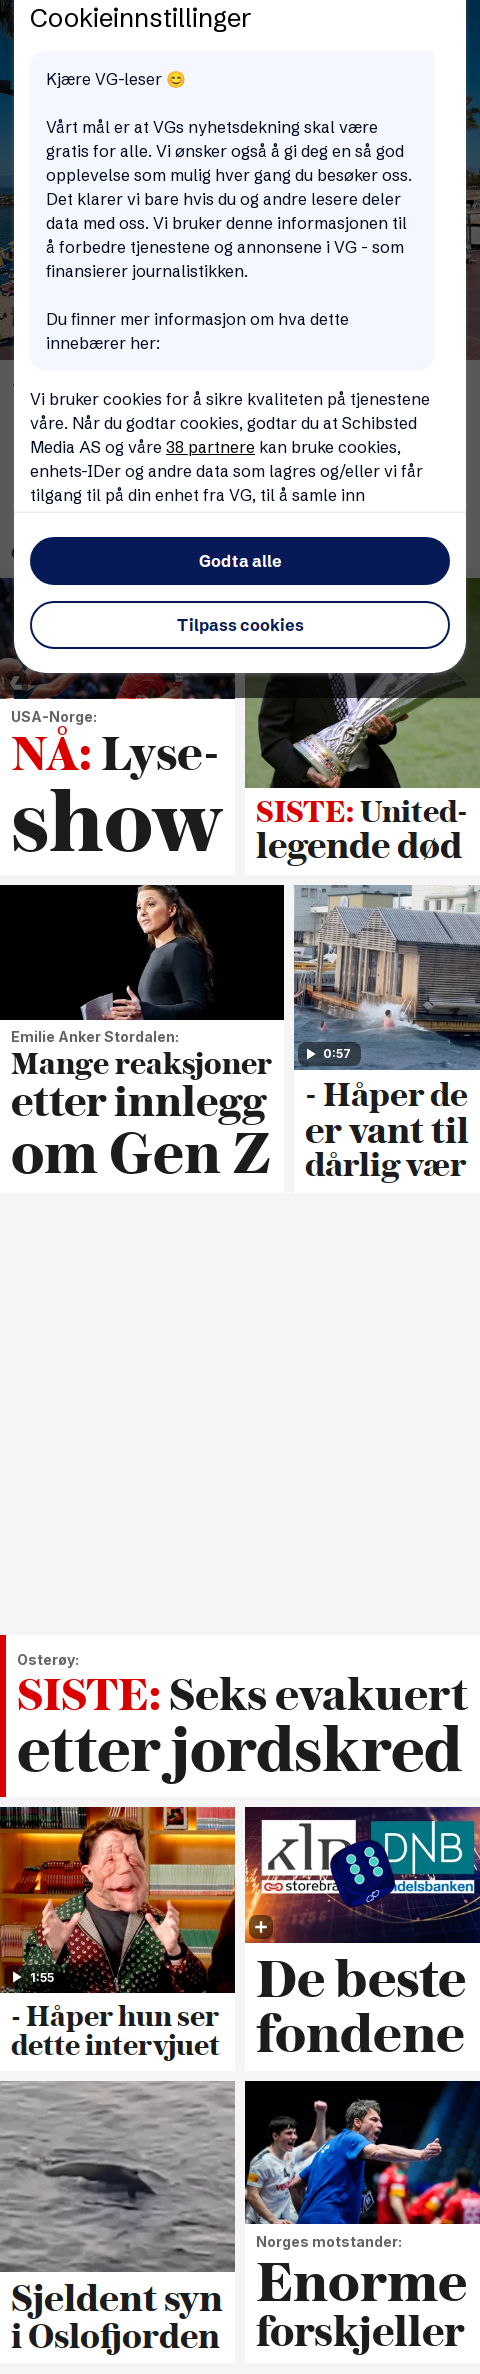 Cookieinnstillinger
Kjære VG-leser 😊
Vårt mål er at VGs nyhetsdekning skal være
gratis for alle. Vi ønsker også å gi deg en så god
opplevelse som mulig hver gang du besøker oss.
Det klarer vi bare hvis du og andre lesere deler
data med oss. Vi bruker denne informasjonen til
å forbedre tjenestene og annonsene i VG - som
finansierer journalistikken.
Du finner mer informasjon om hva dette
innebærer her:
Vi bruker cookies for å sikre kvaliteten på tjenestene
våre. Når du godtar cookies, godtar du at Schibsted
Media AS og våre 38 partnere kan bruke cookies,
enhets-IDer og andre data som lagres og/eller vi får
tilgang til på din enhet fra VG, til å samle inn
Godta alle
Tilpass cookies
USA-Norge:
NÅ: Lyse-
show
SISTE: United-
legende død
Emilie Anker Stordalen:
Mange reaksjoner
etter innlegg
om Gen Z
0:57
- Håper de
er vant til
dårlig vær
Osterøy:
SISTE: Seks evakuert
etter jordskred
1:55
- Håper hun ser
dette intervjuet
klp
DNB
storebra
ndelsbanken
De beste
fondene
Sjeldent syn
i Oslofjorden
Norges motstander:
Enorme
forskjeller